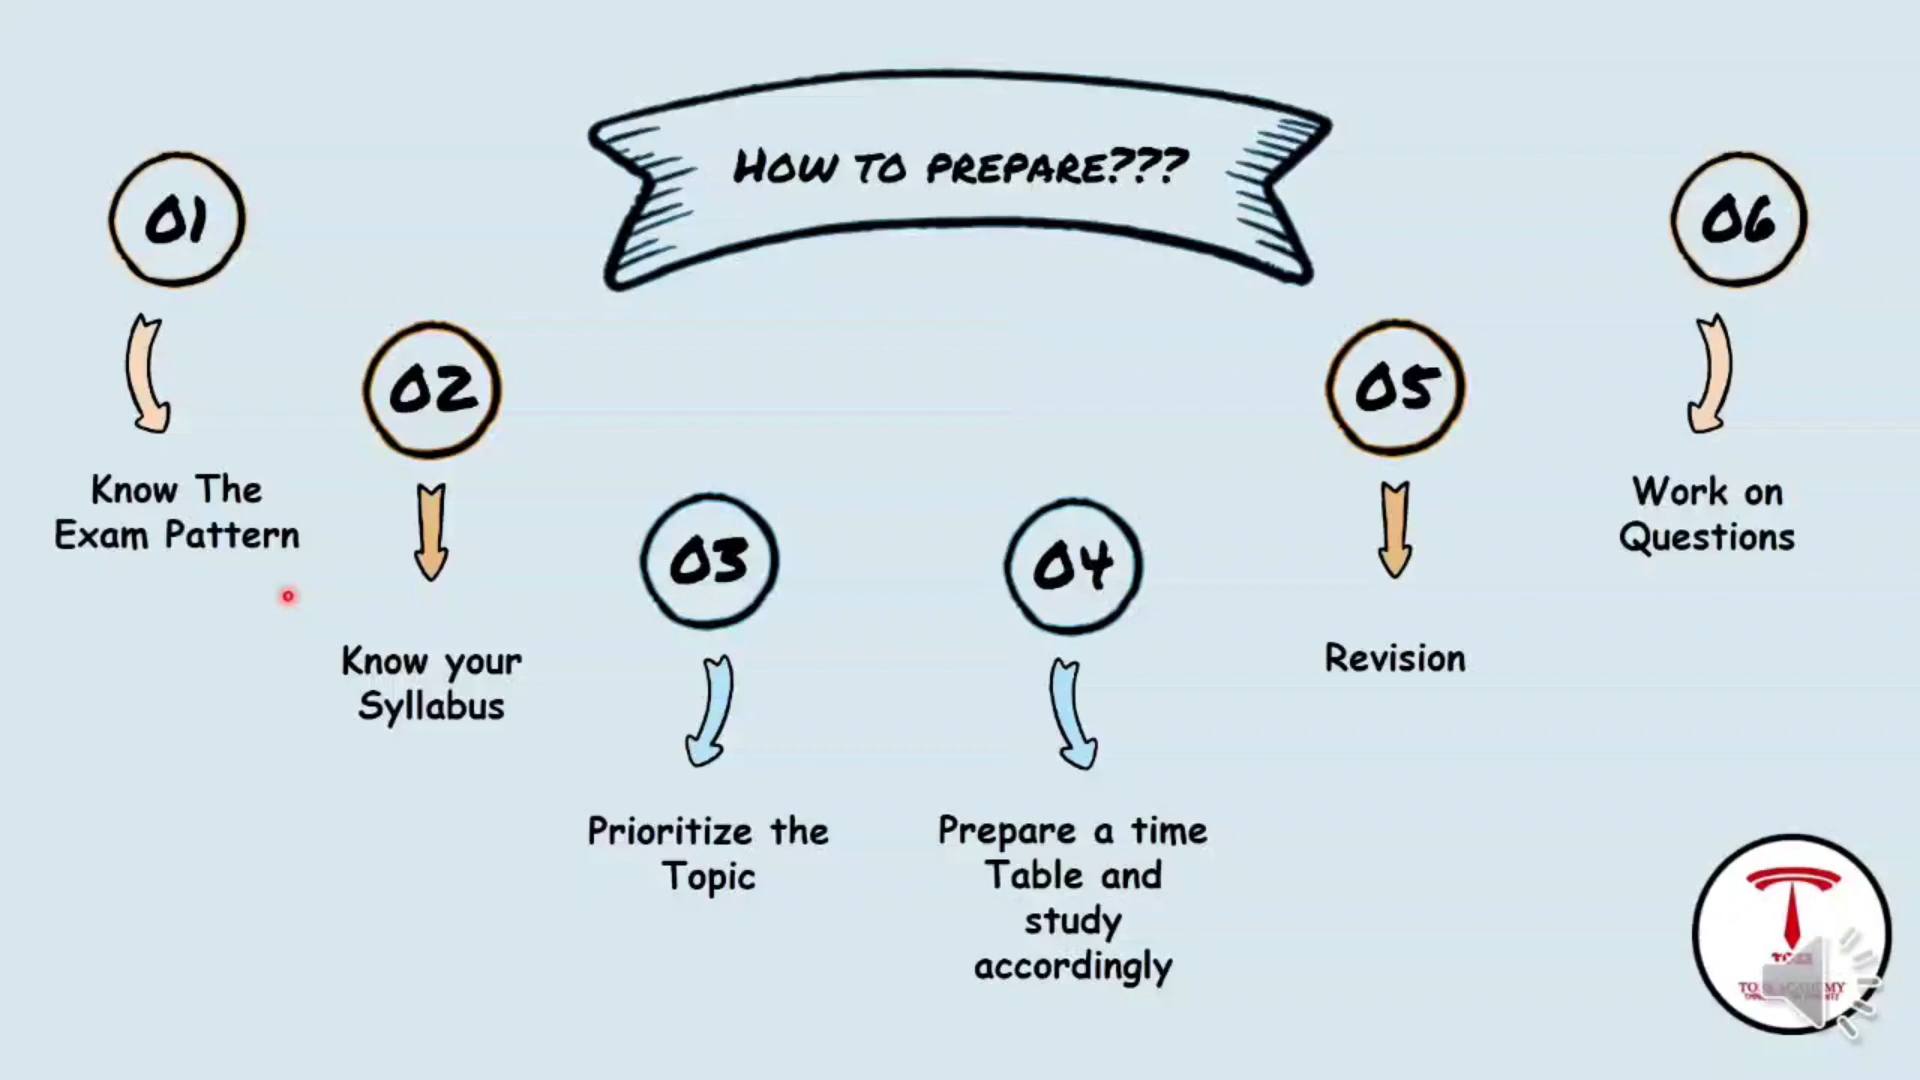 How to prepare???
01
Know The
Exam Pattern
02
Know your
Syllabus
03
Prioritize the
Topic
04
Prepare a time
Table and
study
accordingly
05
Revision
06
Work on
Questions